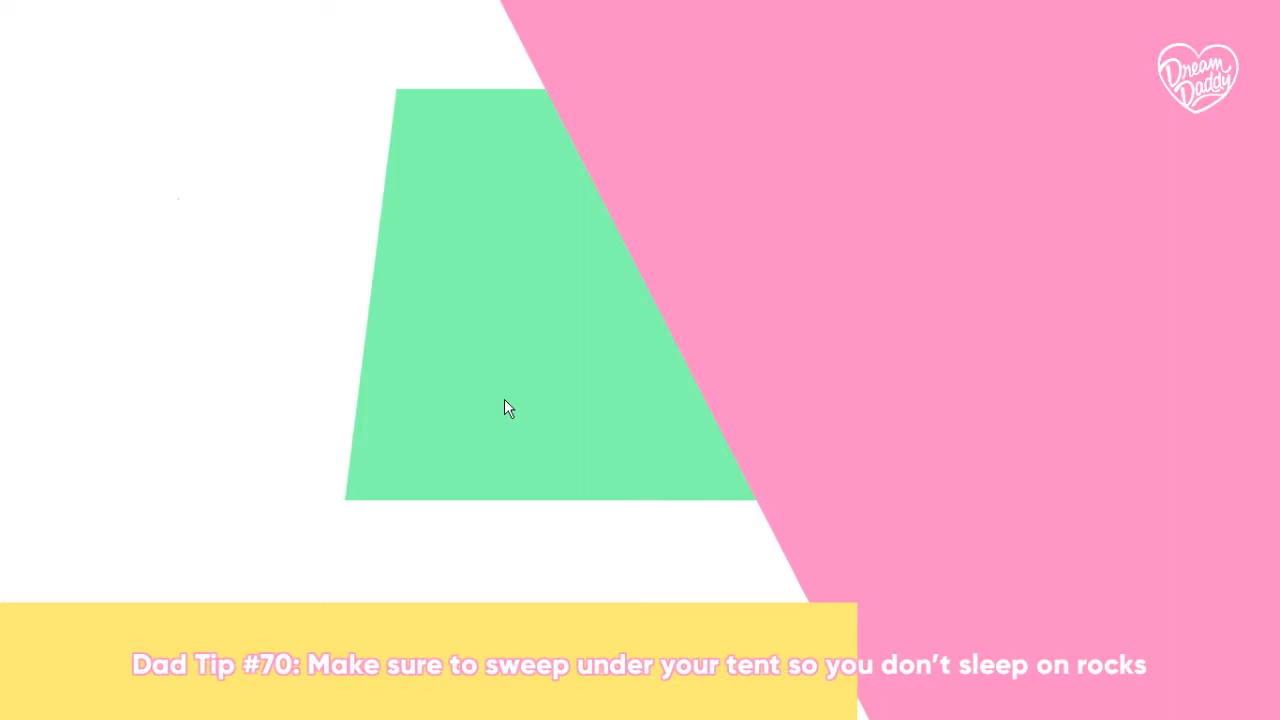 Dream
Daddy
Dad Tip #70: Make sure to sweep under your tent so you don’t sleep on rocks